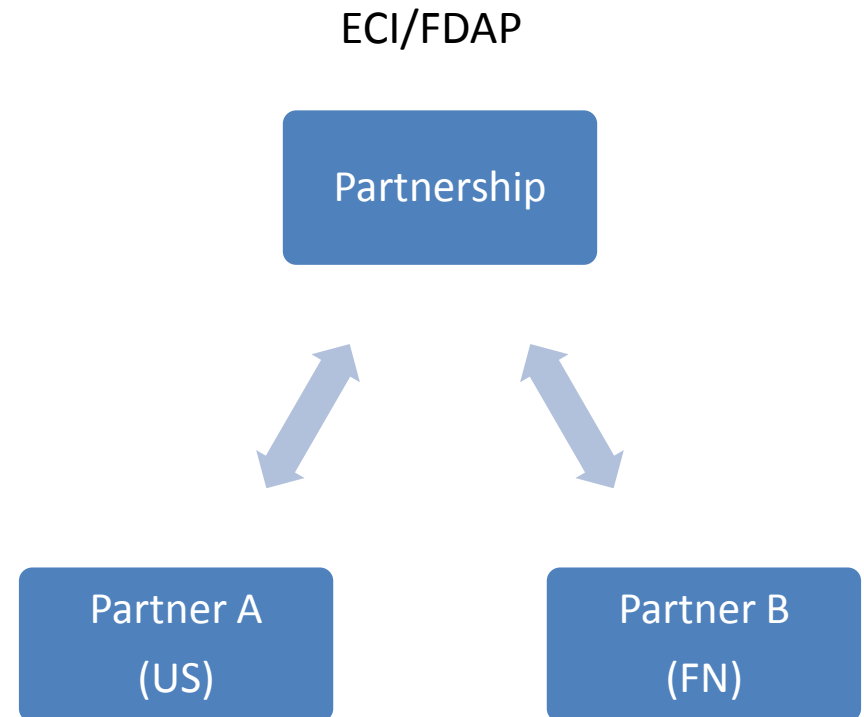 ECI/FDAP
Partnership
Partner A
(US)
Partner B
(FN)